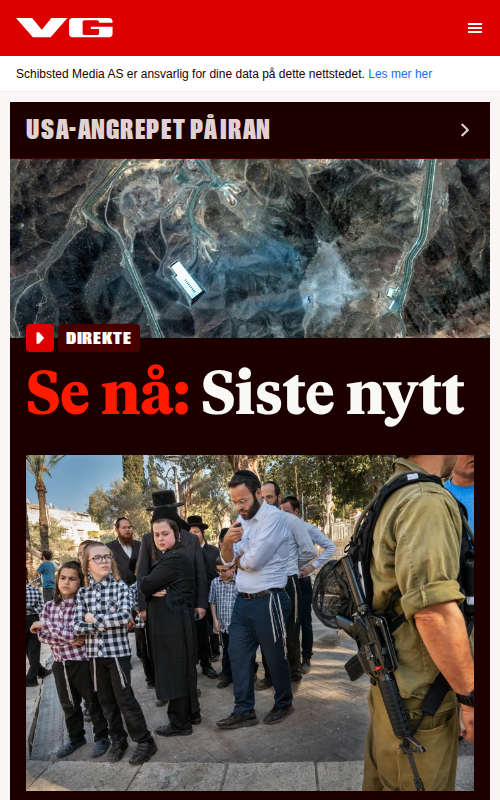 VG
Schibsted Media AS er ansvarlig for dine data på dette nettstedet. Les mer her
USA-ANGREPET PÅ IRAN
DIREKTE
Se nå: Siste nytt